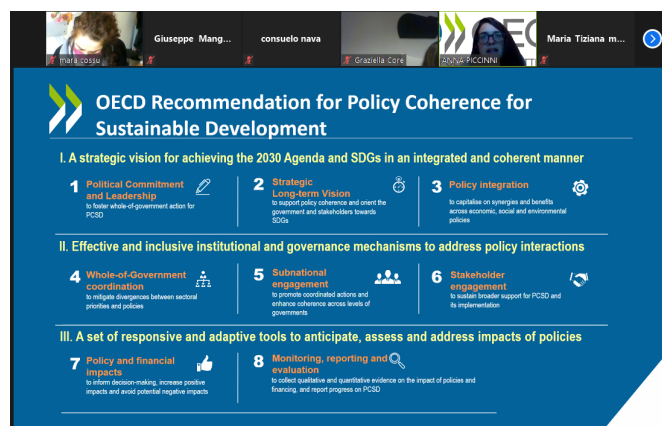 Giuseppe Mang...
consuelo nava
Maria Tiziana m...
mara cossu
Graziella Core
ANNA PICCINNI
OECD Recommendation for Policy Coherence for
Sustainable Development
I. A strategic vision for achieving the 2030 Agenda and SDGs in an integrated and coherent manner
1 Political Commitment
and Leadership
to foster whole-of-government action for
PCSD
2 Strategic
Long-term Vision
to support policy coherence and orient the
government and stakeholders towards
SDGs
3 Policy integration
to capitalise on synergies and benefits
across economic, social and environmental
policies
II. Effective and inclusive institutional and governance mechanisms to address policy interactions
4 Whole-of-Government
coordination
to mitigate divergences between sectoral
priorities and policies
5 Subnational
engagement
to promote coordinated actions and
enhance coherence across levels of
governments
6 Stakeholder
engagement
to sustain broader support for PCSD and
its implementation
III. A set of responsive and adaptive tools to anticipate, assess and address impacts of policies
7 Policy and financial
impacts
to inform decision-making, increase positive
impacts and avoid potential negative impacts
8 Monitoring, reporting and
evaluation
to collect qualitative and quantitative evidence on the impact of policies and
financing, and report progress on PCSD